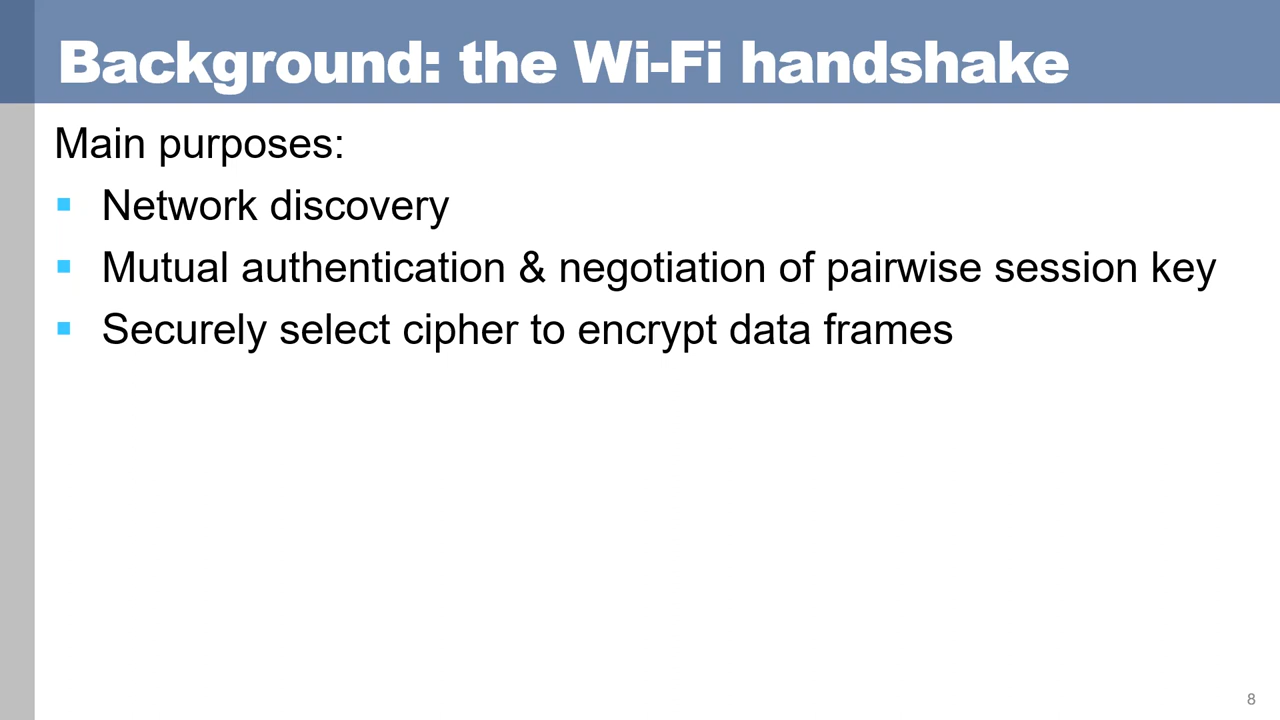 Background: the Wi-Fi handshake
Main purposes:
▪ Network discovery
▪ Mutual authentication & negotiation of pairwise session key
▪ Securely select cipher to encrypt data frames
8